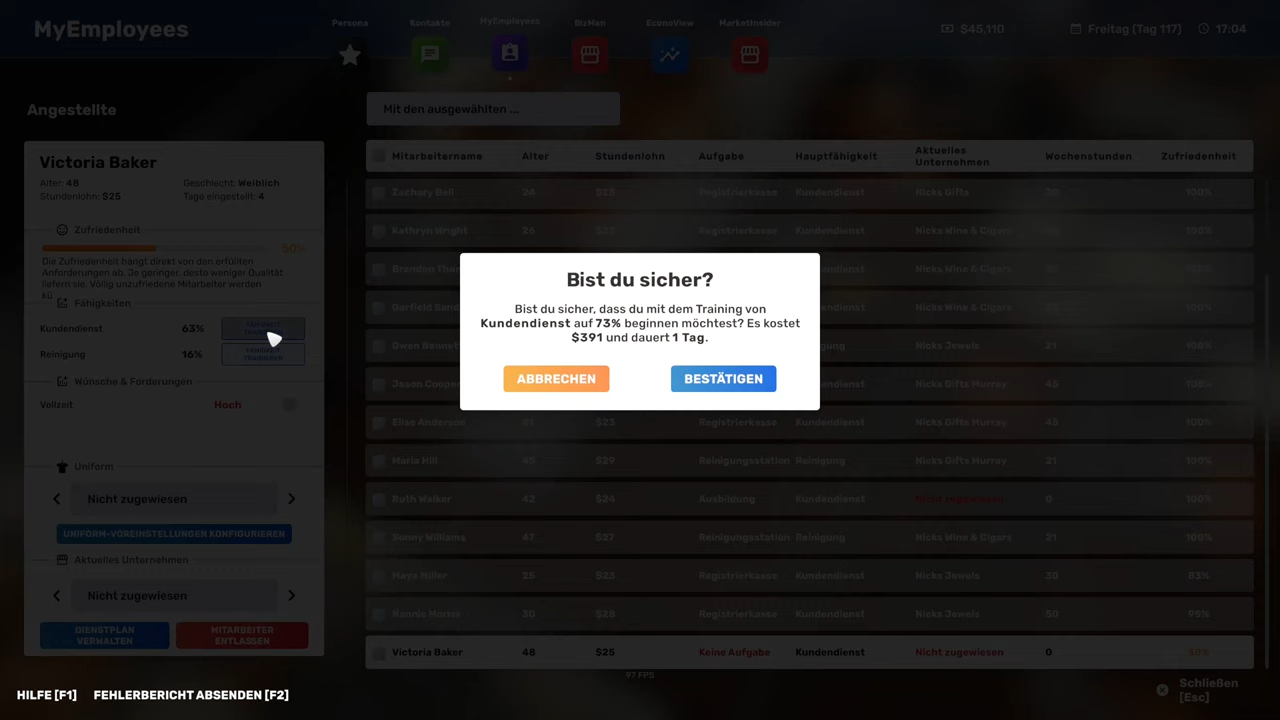 MyEmployees
Persona
Kontakte
MyEmployees
BizMan
EconoView
MarketInsider
$45,110
Freitag (Tag 117)
17:04
Angestellte
Mit den ausgewählten ...
Victoria Baker
Alter: 48
Geschlecht: Weiblich
Stundenlohn: $25
Tage eingestellt: 4
Zufriedenheit
50%
Die Zufriedenheit hängt direkt von den erfüllten
Anforderungen ab. Je geringer, desto weniger Qualität
liefern sie. Völlig unzufriedene Mitarbeiter werden
Fähigkeiten
Kundendienst 63%
Reinigung 16%
Wünsche & Forderungen
Vollzeit Hoch
Uniform
Nicht zugewiesen
UNIFORM-VOREINSTELLUNGEN KONFIGURIEREN
Aktuelles Unternehmen
Nicht zugewiesen
DIENSTPLAN
VERWALTEN
MITARBEITER
ENTLASSEN
Mitarbeitername Alter Stundenlohn Aufgabe Hauptfähigkeit Aktuelles
Unternehmen Wochenstunden Zufriedenheit
Zachary Bell 24 $23 Registrierkasse Kundendienst Nicks Gifts 30 100%
Kathryn Wright 26 Registrierkasse Kundendienst Nicks Wine & Cigars 100%
Nicks Wine & Cigars 100%
Nicks Wine & Cigars 100%
Nicks Jewels 21 100%
Jason Cooper Nicks Gifts Murray 45 100%
Elise Anderson $23 Registrierkasse Kundendienst Nicks Gifts Murray 45 100%
Maria Hill 45 $29 Reinigungsstation Reinigung Nicks Gifts Murray 21 100%
Ruth Walker 42 $24 Ausbildung Kundendienst Nicht zugewiesen 0 100%
Sonny Williams 47 $27 Reinigungsstation Reinigung Nicks Wine & Cigars 21 100%
Maya Miller 25 $23 Registrierkasse Kundendienst Nicks Jewels 30 83%
30 $28 Registrierkasse Kundendienst Nicks Jewels 50
Victoria Baker 48 $25 Keine Aufgabe Kundendienst Nicht zugewiesen 0 50%
Bist du sicher?
Bist du sicher, dass du mit dem Training von
Kundendienst auf 73% beginnen möchtest? Es kostet
$391 und dauert 1 Tag.
ABBRECHEN
BESTÄTIGEN
97 FPS
HILFE [F1]
FEHLERBERICHT ABSENDEN [F2]
Schließen
[Esc]